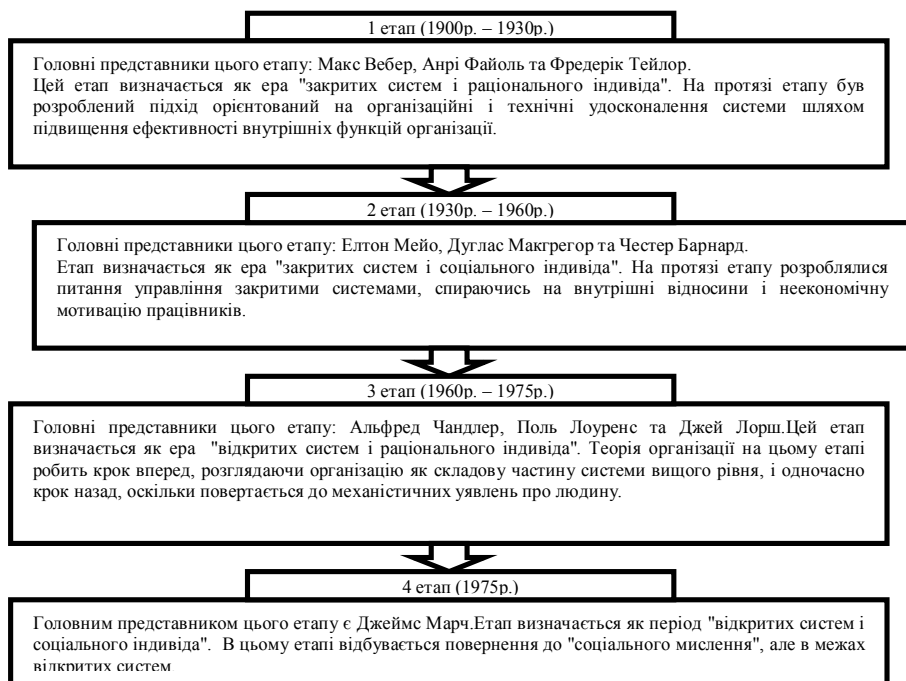 1 етап (1900р. – 1930р.)
Головні представники цього етапу: Макс Вебер, Анрі Файоль та Фредерік Тейлор.
Цей етап визначається як ера "закритих систем і раціонального індивіда". На протязі етапу був
розроблений підхід орієнтований на організаційні і технічні удосконалення системи шляхом
підвищення ефективності внутрішніх функцій організації.
2 етап (1930р. – 1960р.)
Головні представники цього етапу: Елтон Мейо, Дуглас Макгрегор та Честер Барнард.
Етап визначається як ера "закритих систем і соціального індивіда". На протязі етапу розроблялися
питання управління закритими системами, спираючись на внутрішні відносини і неекономічну
мотивацію працівників.
3 етап (1960р. – 1975р.)
Головні представники цього етапу: Альфред Чандлер, Поль Лоуренс та Джей Лорш.Цей етап
визначається як ера "відкритих систем і раціонального індивіда". Теорія організації на цьому етапі
робить крок вперед, розглядаючи організацію як складову частину системи вищого рівня, і одночасно
крок назад, оскільки повертається до механістичних уявлень про людину.
4 етап (1975р.)
Головним представником цього етапу є Джеймс Марч.Етап визначається як період "відкритих систем і
соціального індивіда". В цьому етапі відбувається повернення до "соціального мислення", але в межах
відкритих систем